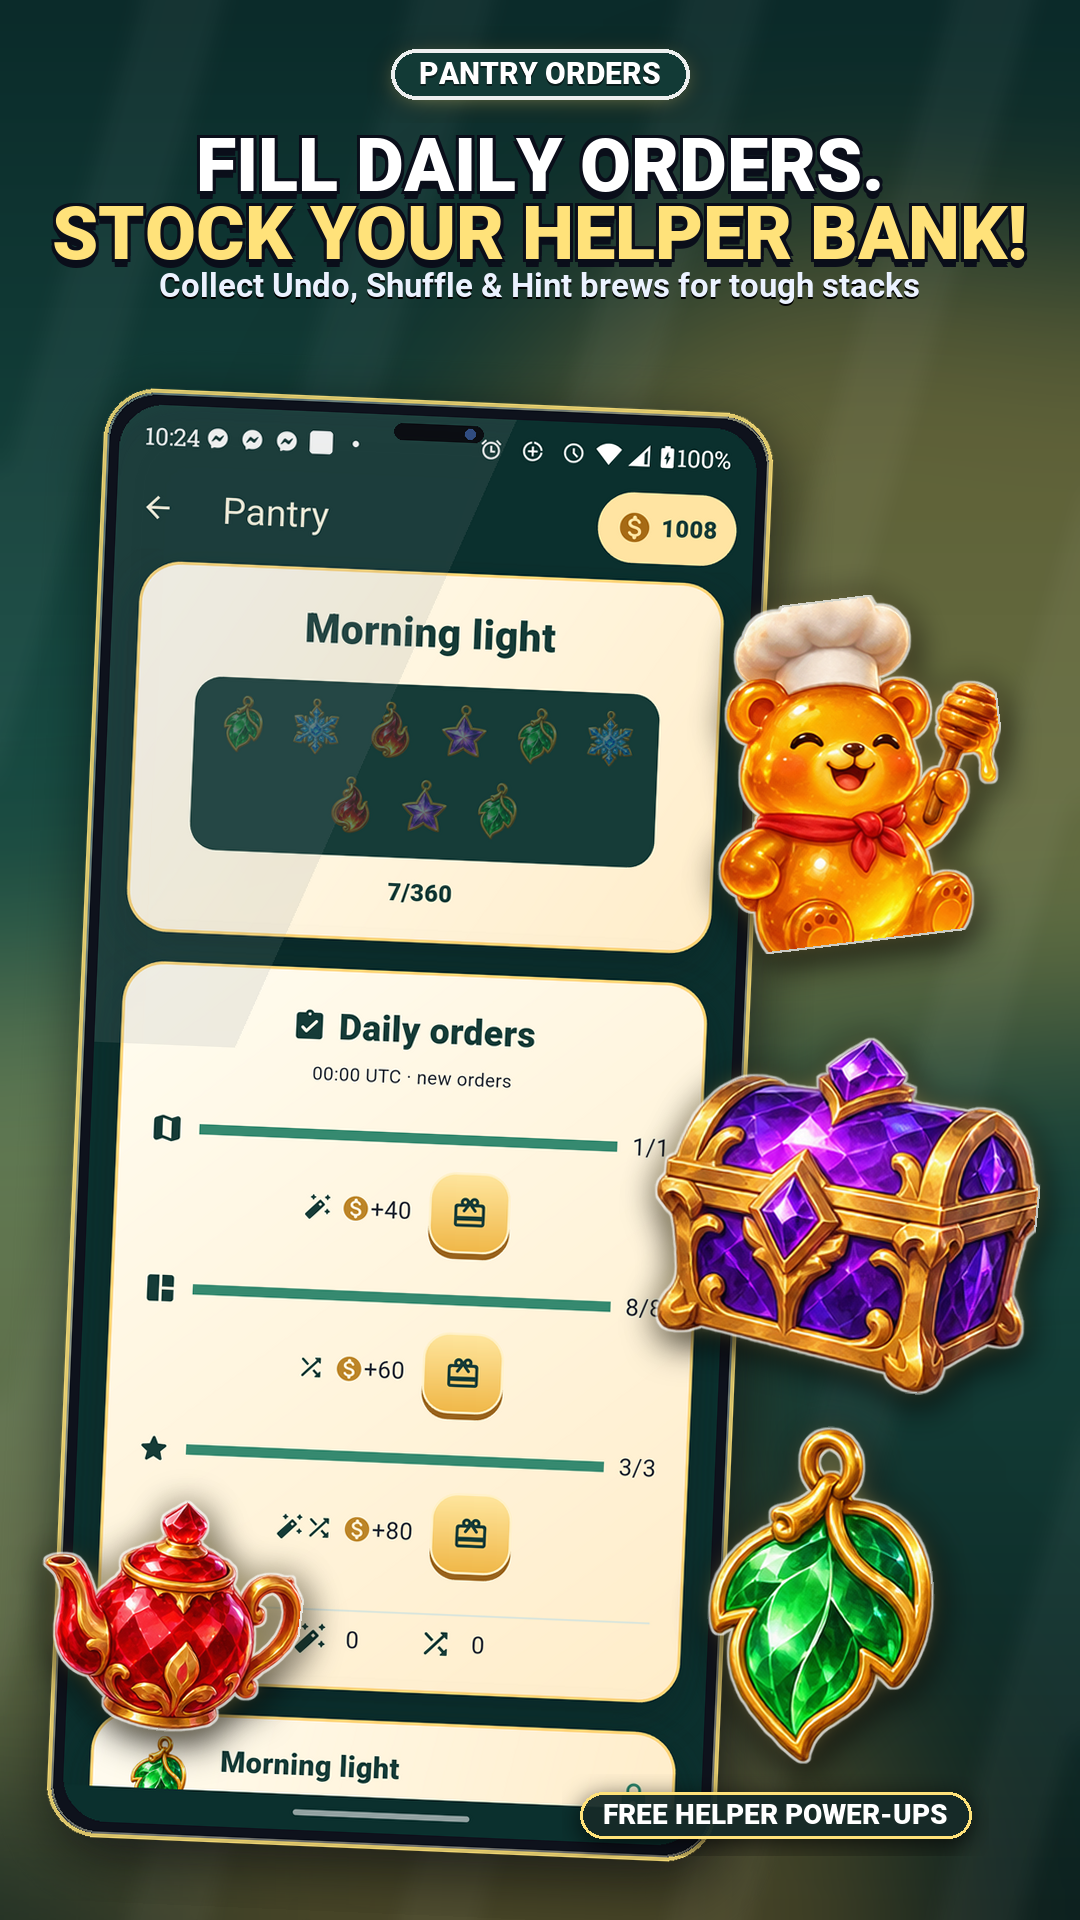 PANTRY ORDERS
FILL DAILY ORDERS.
STOCK YOUR HELPER BANK!
Collect Undo, Shuffle & Hint brews for tough stacks
10:24 100%
Pantry 1008
Morning light
7/360
Daily orders
00:00 UTC · new orders
1/1
+40
8/8
+60
3/3
+80
0 0
Morning light
FREE HELPER POWER-UPS